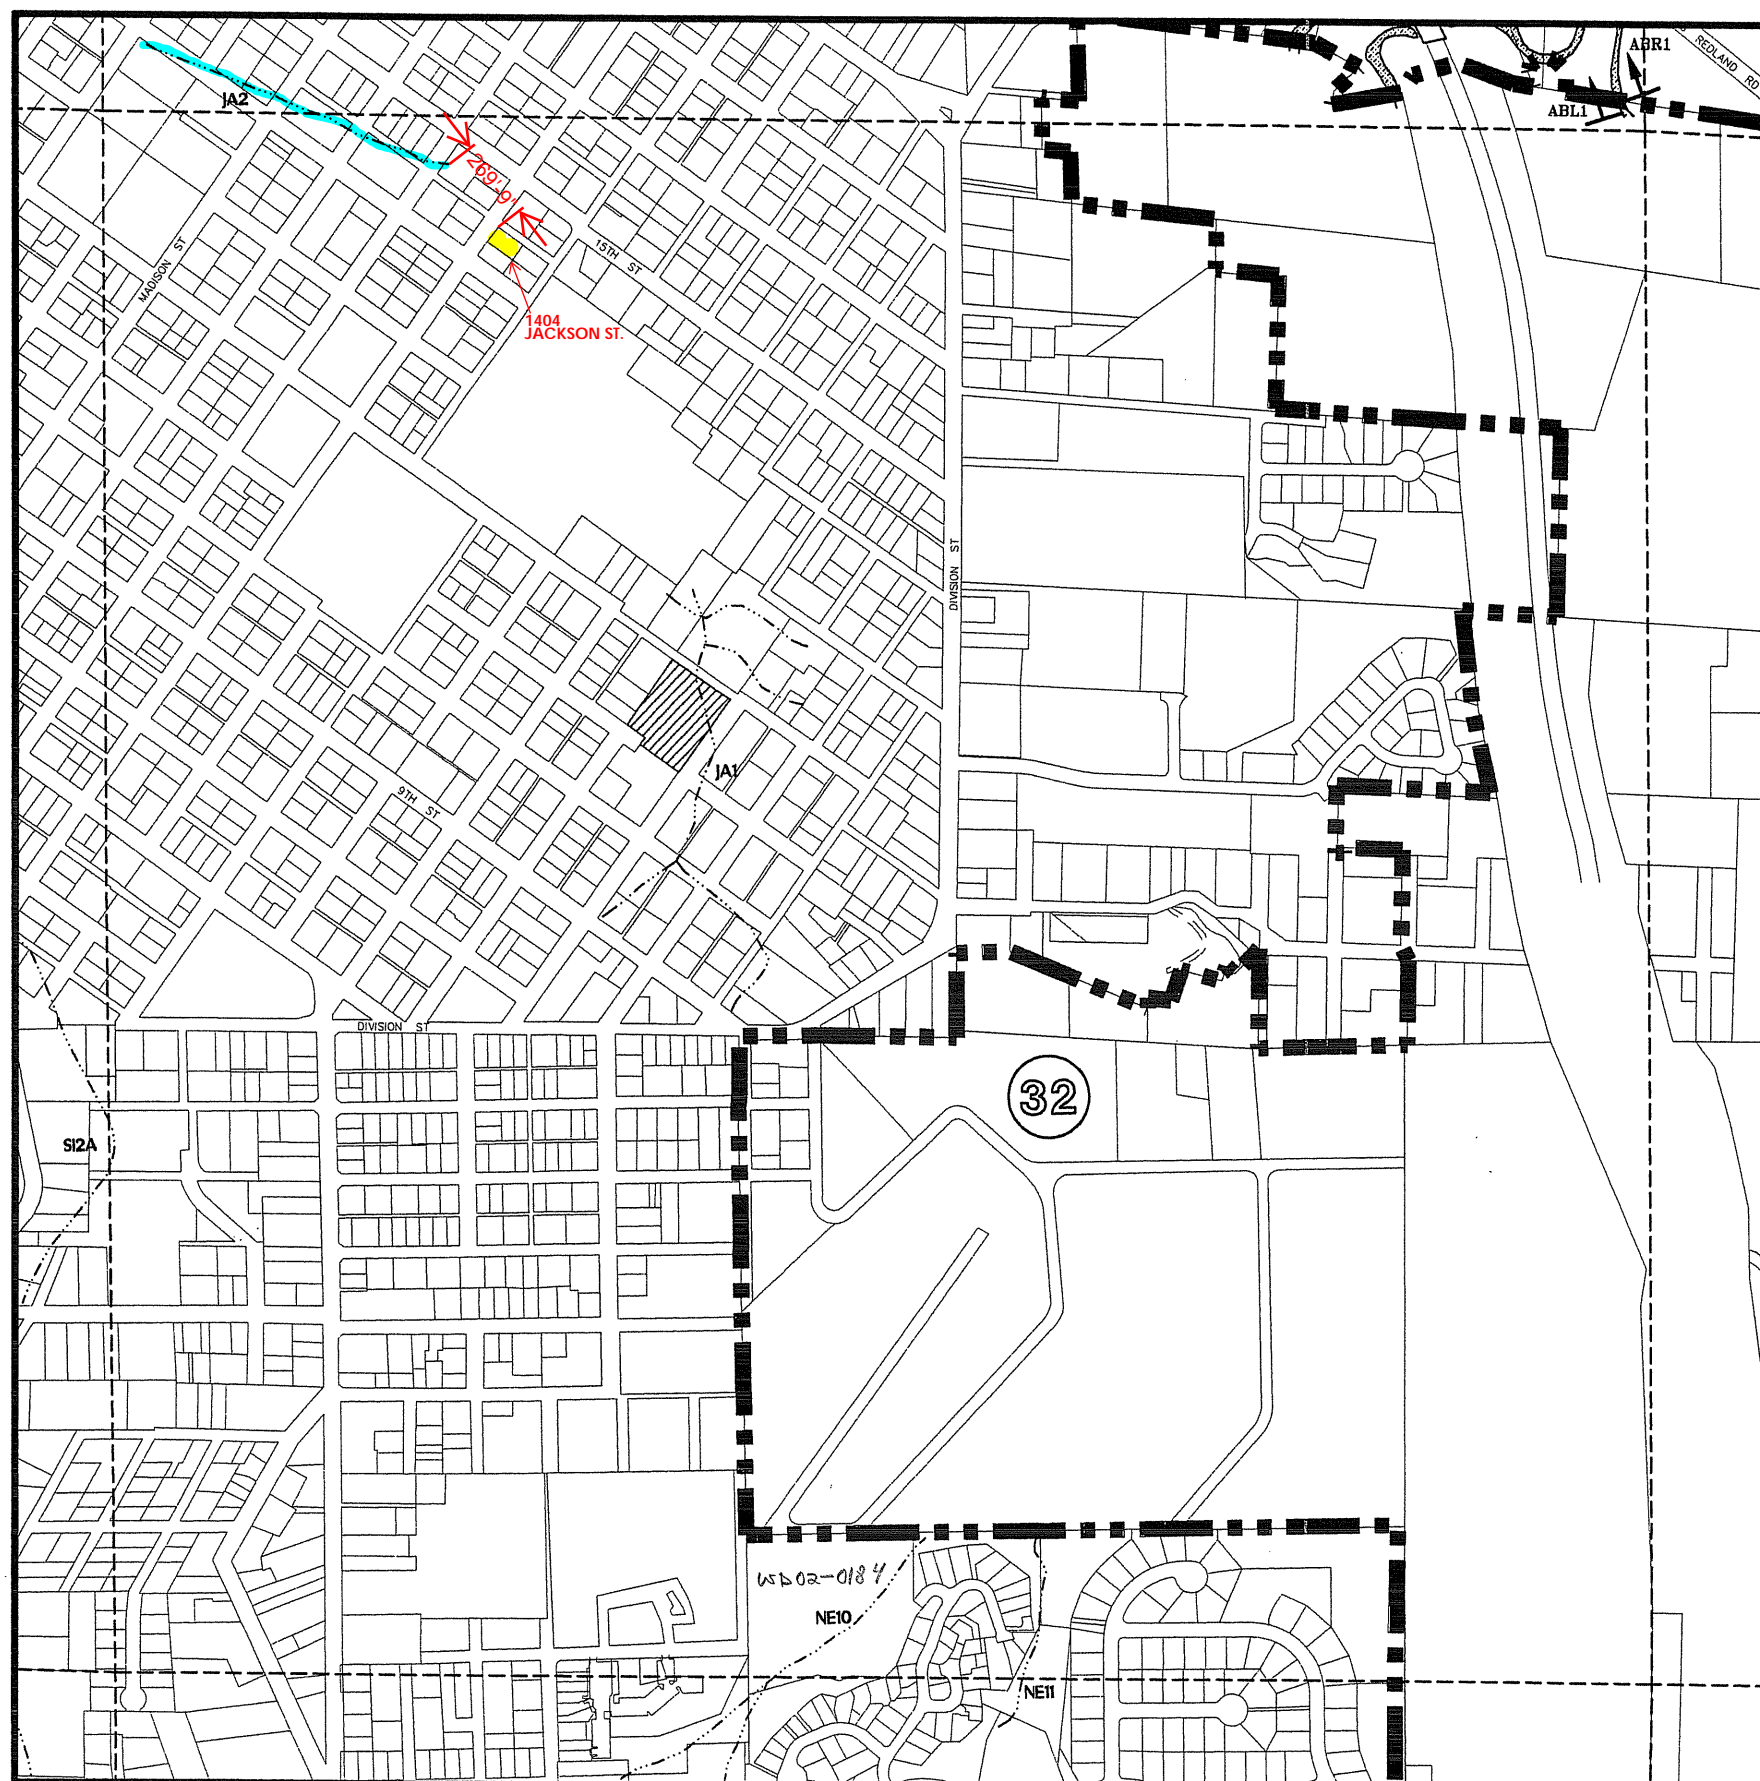 ABR1
REDLAND RD
ABL1
JA2
269'-9"
MADISON ST
15TH ST
1404
JACKSON ST.
DIVISION ST
JA1
9TH ST
DIVISION ST
32
SI2A
WD02-0184
NE10
NE11